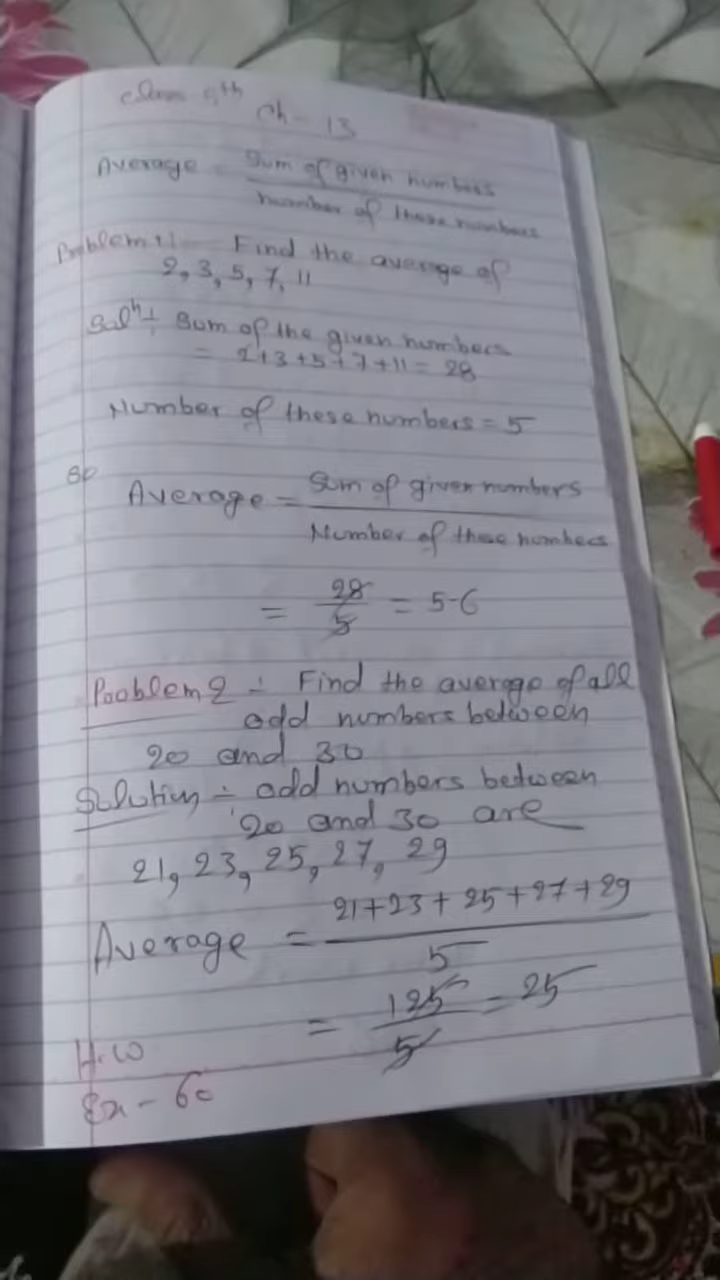 Class 5th Ch - 13
Average = Sum of given numbers
number of these numbers
Problem 1:- Find the average of
2, 3, 5, 7, 11
Solⁿ:- Sum of the given numbers
= 2+3+5+7+11 = 28
Number of these numbers = 5
So Average = Sum of given numbers
Number of these numbers
= 28/5 = 5.6
Problem 2 :- Find the average of all
odd numbers between
20 and 30
Solution :- odd numbers between
20 and 30 are
21, 23, 25, 27, 29
Average = 21+23+25+27+29
5
= 125/5 = 25
H.W
Ex - 60